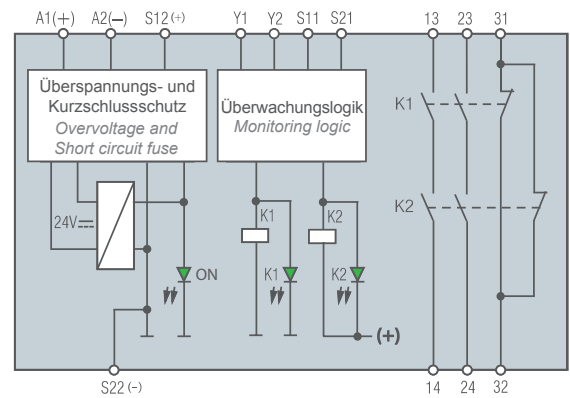 A1(+) A2(—) S12(+) Y1 Y2 S11 S21 13 23 31
Überspannungs- und
Kurzschlussschutz
Overvoltage and
Short circuit fuse
Überwachungslogik
Monitoring logic
K1
K2
24V
K1 K2
ON K1 K2
(+)
S22(-) 14 24 32